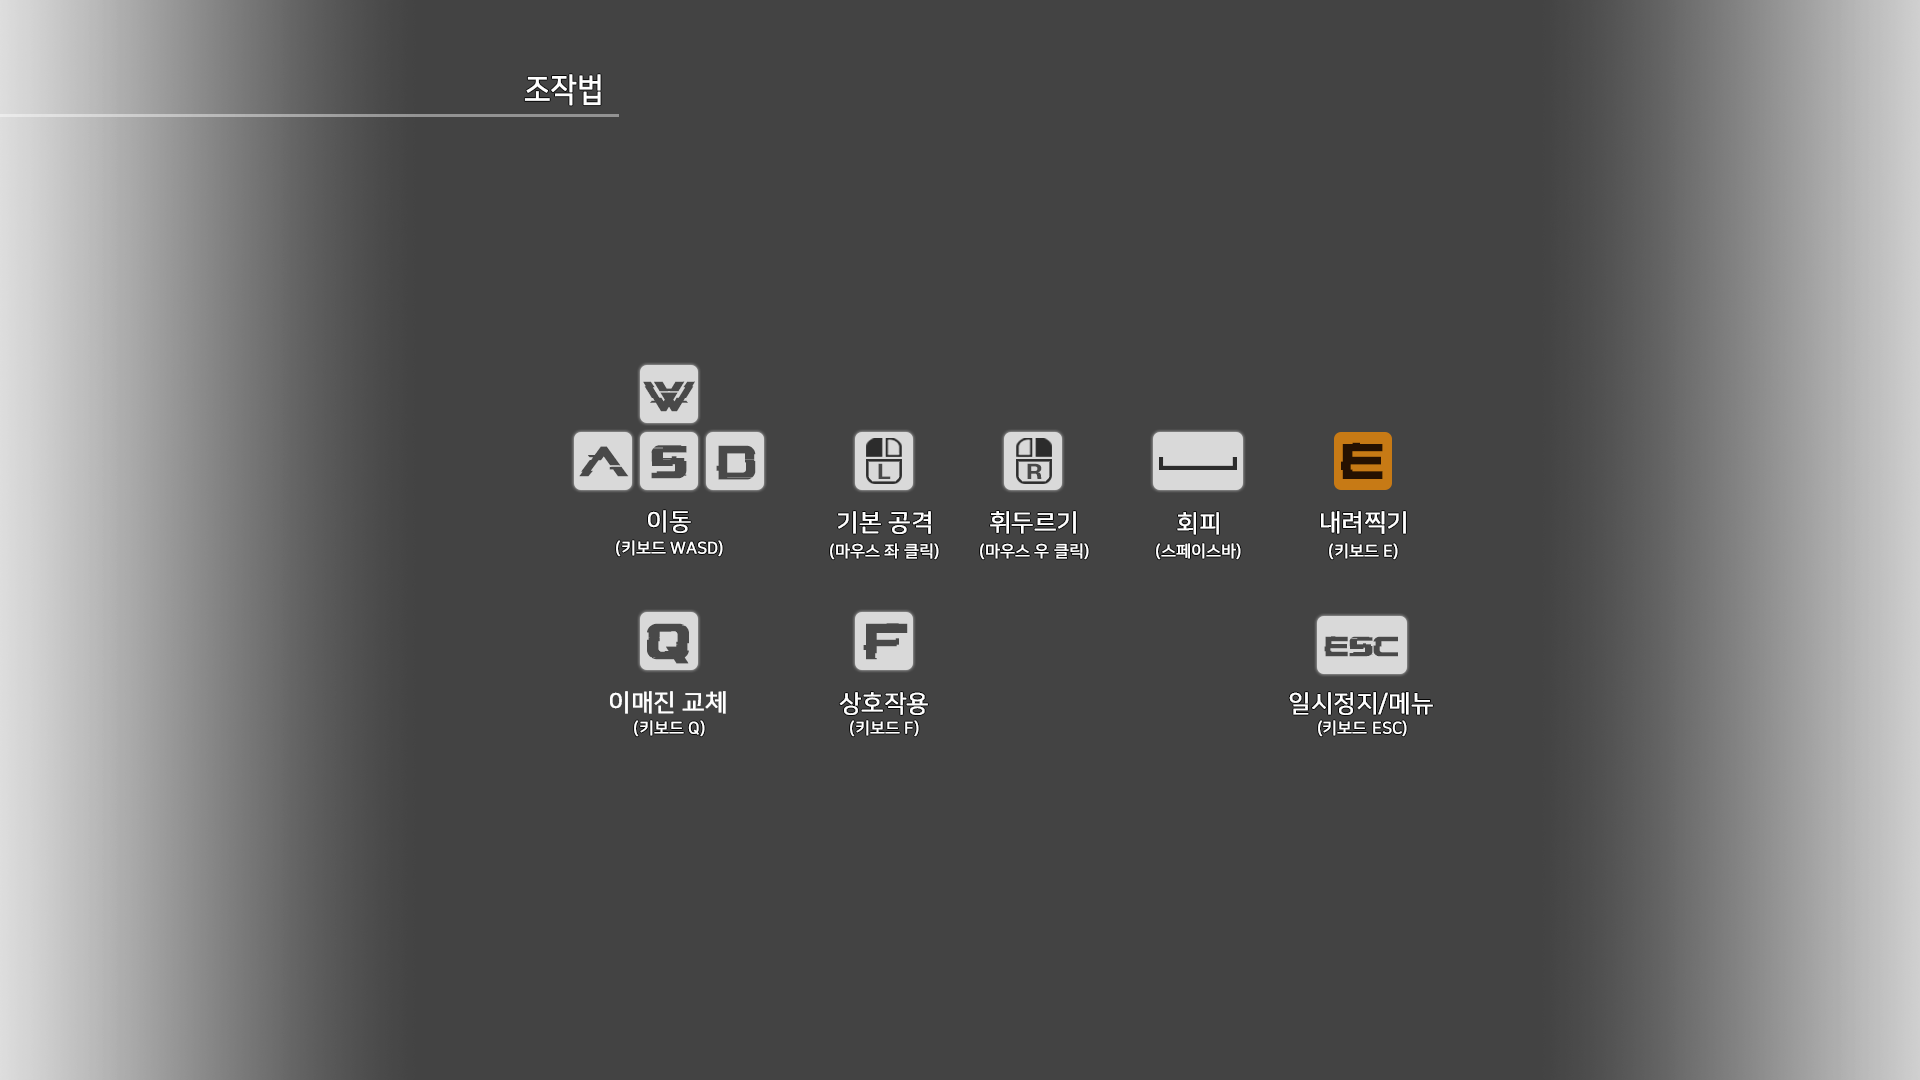 조작법
W
A S D
L
R
E
이동
(키보드 WASD)
기본 공격
(마우스 좌 클릭)
휘두르기
(마우스 우 클릭)
회피
(스페이스바)
내려찍기
(키보드 E)
Q
F
ESC
이매진 교체
(키보드 Q)
상호작용
(키보드 F)
일시정지/메뉴
(키보드 ESC)